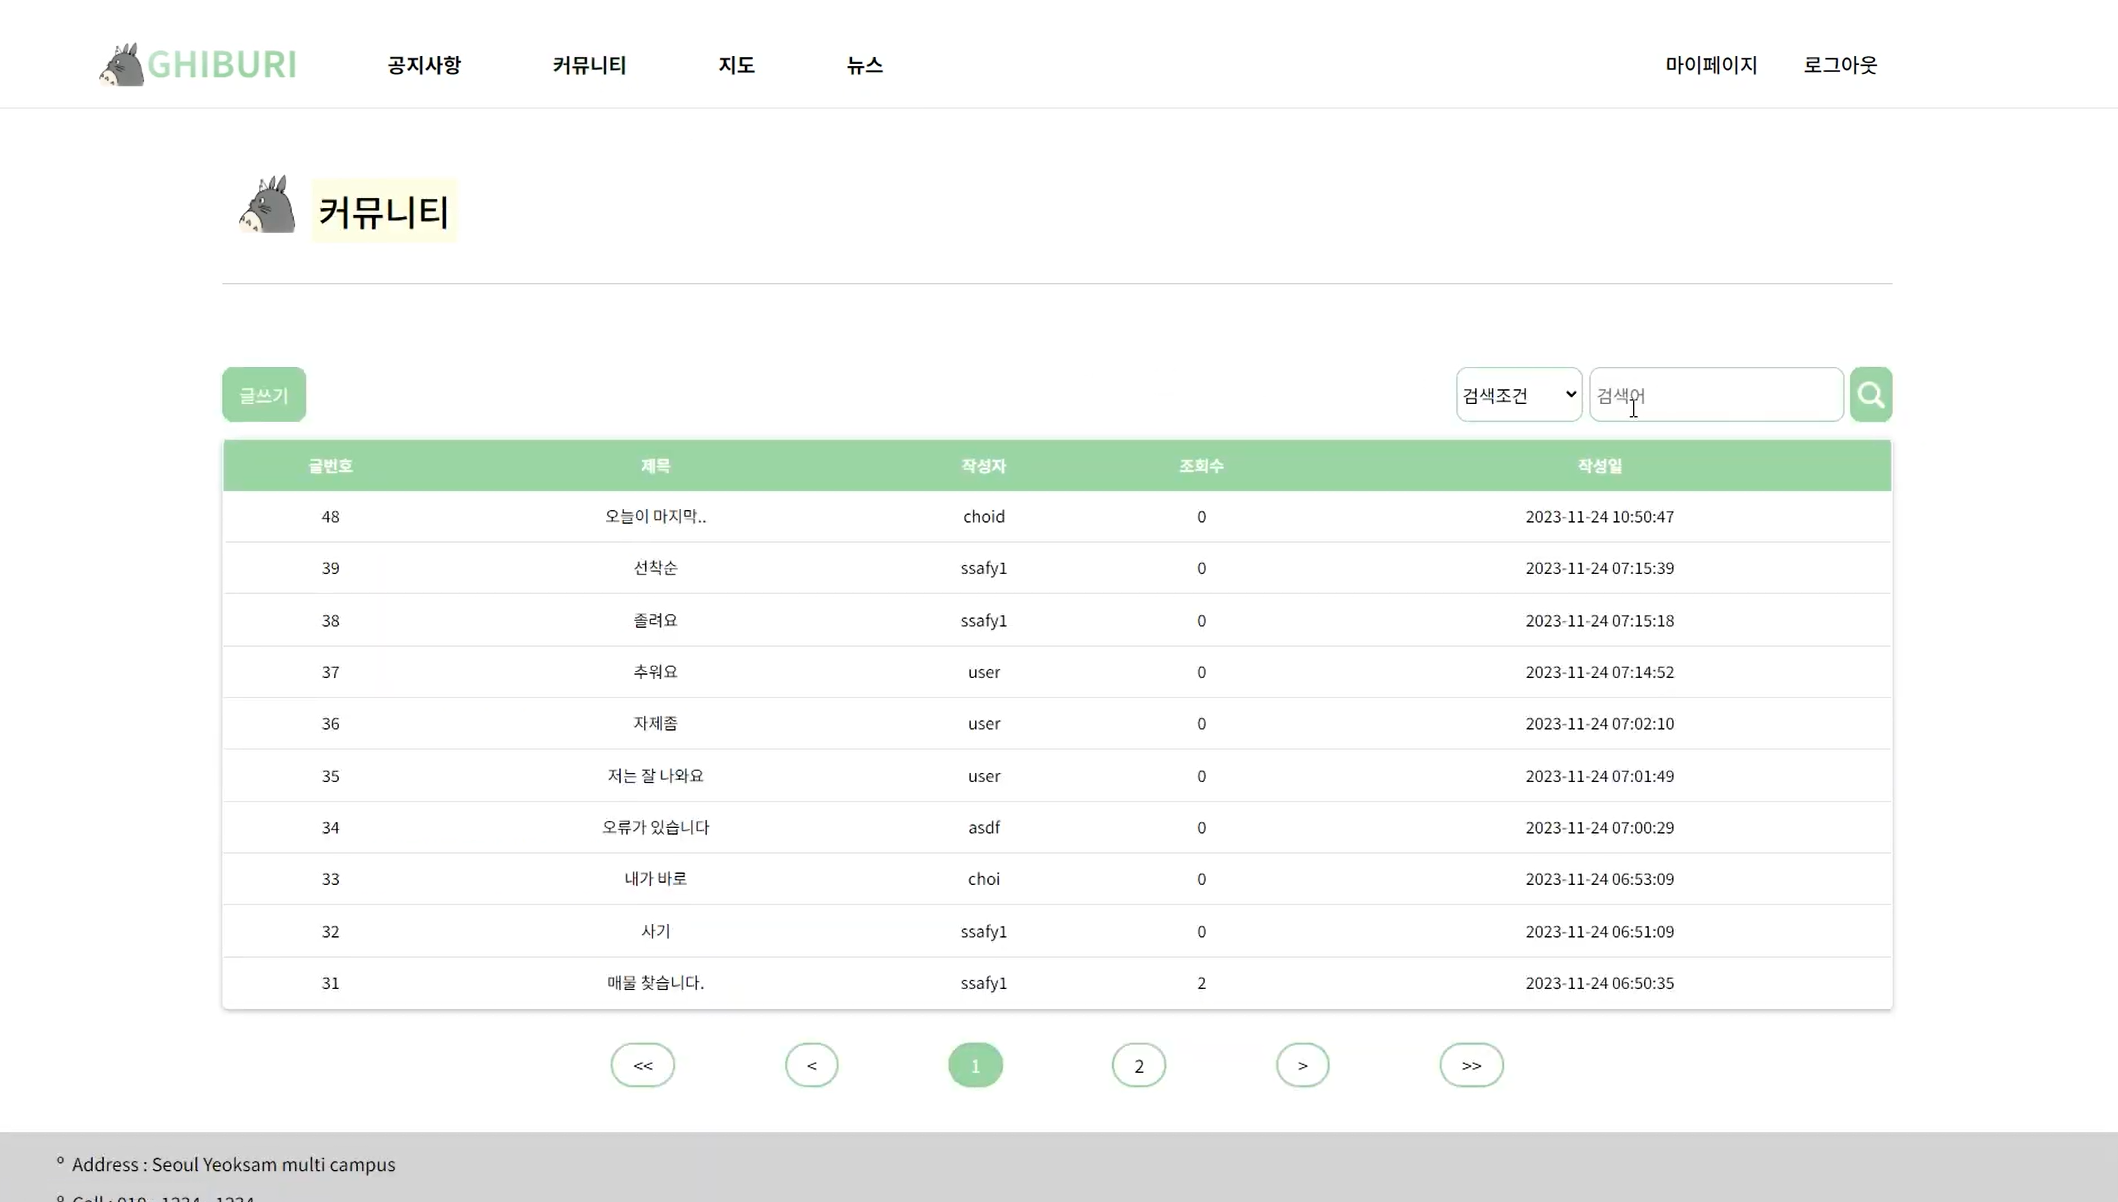 GHIBURI 공지사항 커뮤니티 지도 뉴스 마이페이지 로그아웃
커뮤니티
글쓰기 검색조건 검색어
글번호 제목 작성자 조회수 작성일
48 오늘이 마지막.. choid 0 2023-11-24 10:50:47
39 선착순 ssafy1 0 2023-11-24 07:15:39
38 졸려요 ssafy1 0 2023-11-24 07:15:18
37 추워요 user 0 2023-11-24 07:14:52
36 자제좀 user 0 2023-11-24 07:02:10
35 저는 잘 나와요 user 0 2023-11-24 07:01:49
34 오류가 있습니다 asdf 0 2023-11-24 07:00:29
33 내가 바로 choi 0 2023-11-24 06:53:09
32 사기 ssafy1 0 2023-11-24 06:51:09
31 매물 찾습니다. ssafy1 2 2023-11-24 06:50:35
<< < 1 2 > >>
Address : Seoul Yeoksam multi campus
Call : 010 - 1234 - 1234